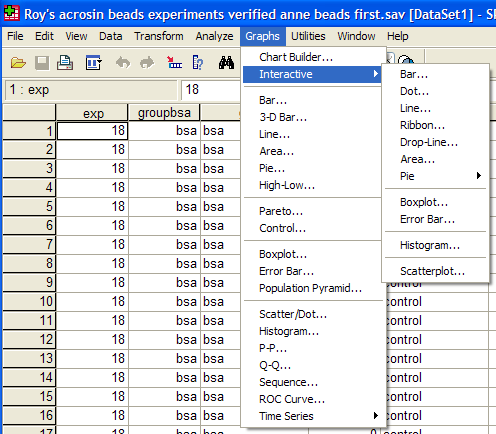 Roy's acrosin beads experiments verified anne beads first.sav [DataSet1] -
File Edit View Data Transform Analyze Graphs Utilities Window Help
1 : exp 18
exp groupbsa
1 18 bsa bsa
2 18 bsa bsa
3 18 bsa bsa
4 18 bsa bsa
5 18 bsa bsa
6 18 bsa bsa
7 18 bsa bsa
8 18 bsa bsa
9 18 bsa bsa
10 18 bsa bsa control
11 18 bsa bsa control
12 18 bsa bsa control
13 18 bsa bsa control
14 18 bsa bsa control
15 18 bsa bsa control
16 18 bsa bsa control
17 18 bsa bsa 0 control
Chart Builder...
Interactive
Bar...
3-D Bar...
Line...
Area...
Pie...
High-Low...
Pareto...
Control...
Boxplot...
Error Bar...
Population Pyramid...
Scatter/Dot...
Histogram...
P-P...
Q-Q...
Sequence...
ROC Curve...
Time Series
Bar...
Dot...
Line...
Ribbon...
Drop-Line...
Area...
Pie
Boxplot...
Error Bar...
Histogram...
Scatterplot...